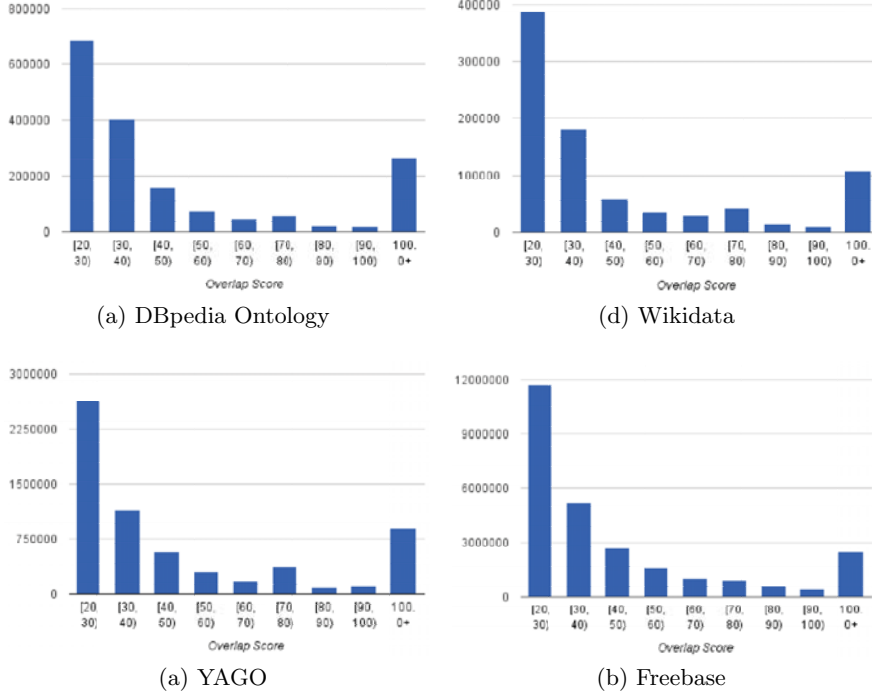 800000
600000
400000
200000
0
[20, [30, [40, [50, [60, [70, [80, [90, 100.
30) 40) 50) 60) 70) 80) 90) 100) 0+
Overlap Score
(a) DBpedia Ontology
400000
300000
200000
100000
0
[20, [30, [40, [50, [60, [70, [80, [90, 100.
30) 40) 50) 60) 70) 80) 90) 100) 0+
Overlap Score
(d) Wikidata
3000000
2250000
1500000
750000
0
[20, [30, [40, [50, [60, [70, [80, [90, 100.
30) 40) 50) 60) 70) 80) 90) 100) 0+
Overlap Score
(a) YAGO
12000000
9000000
6000000
3000000
0
[20, [30, [40, [50, [60, [70, [80, [90, 100.
30) 40) 50) 60) 70) 80) 90) 100) 0+
Overlap Score
(b) Freebase